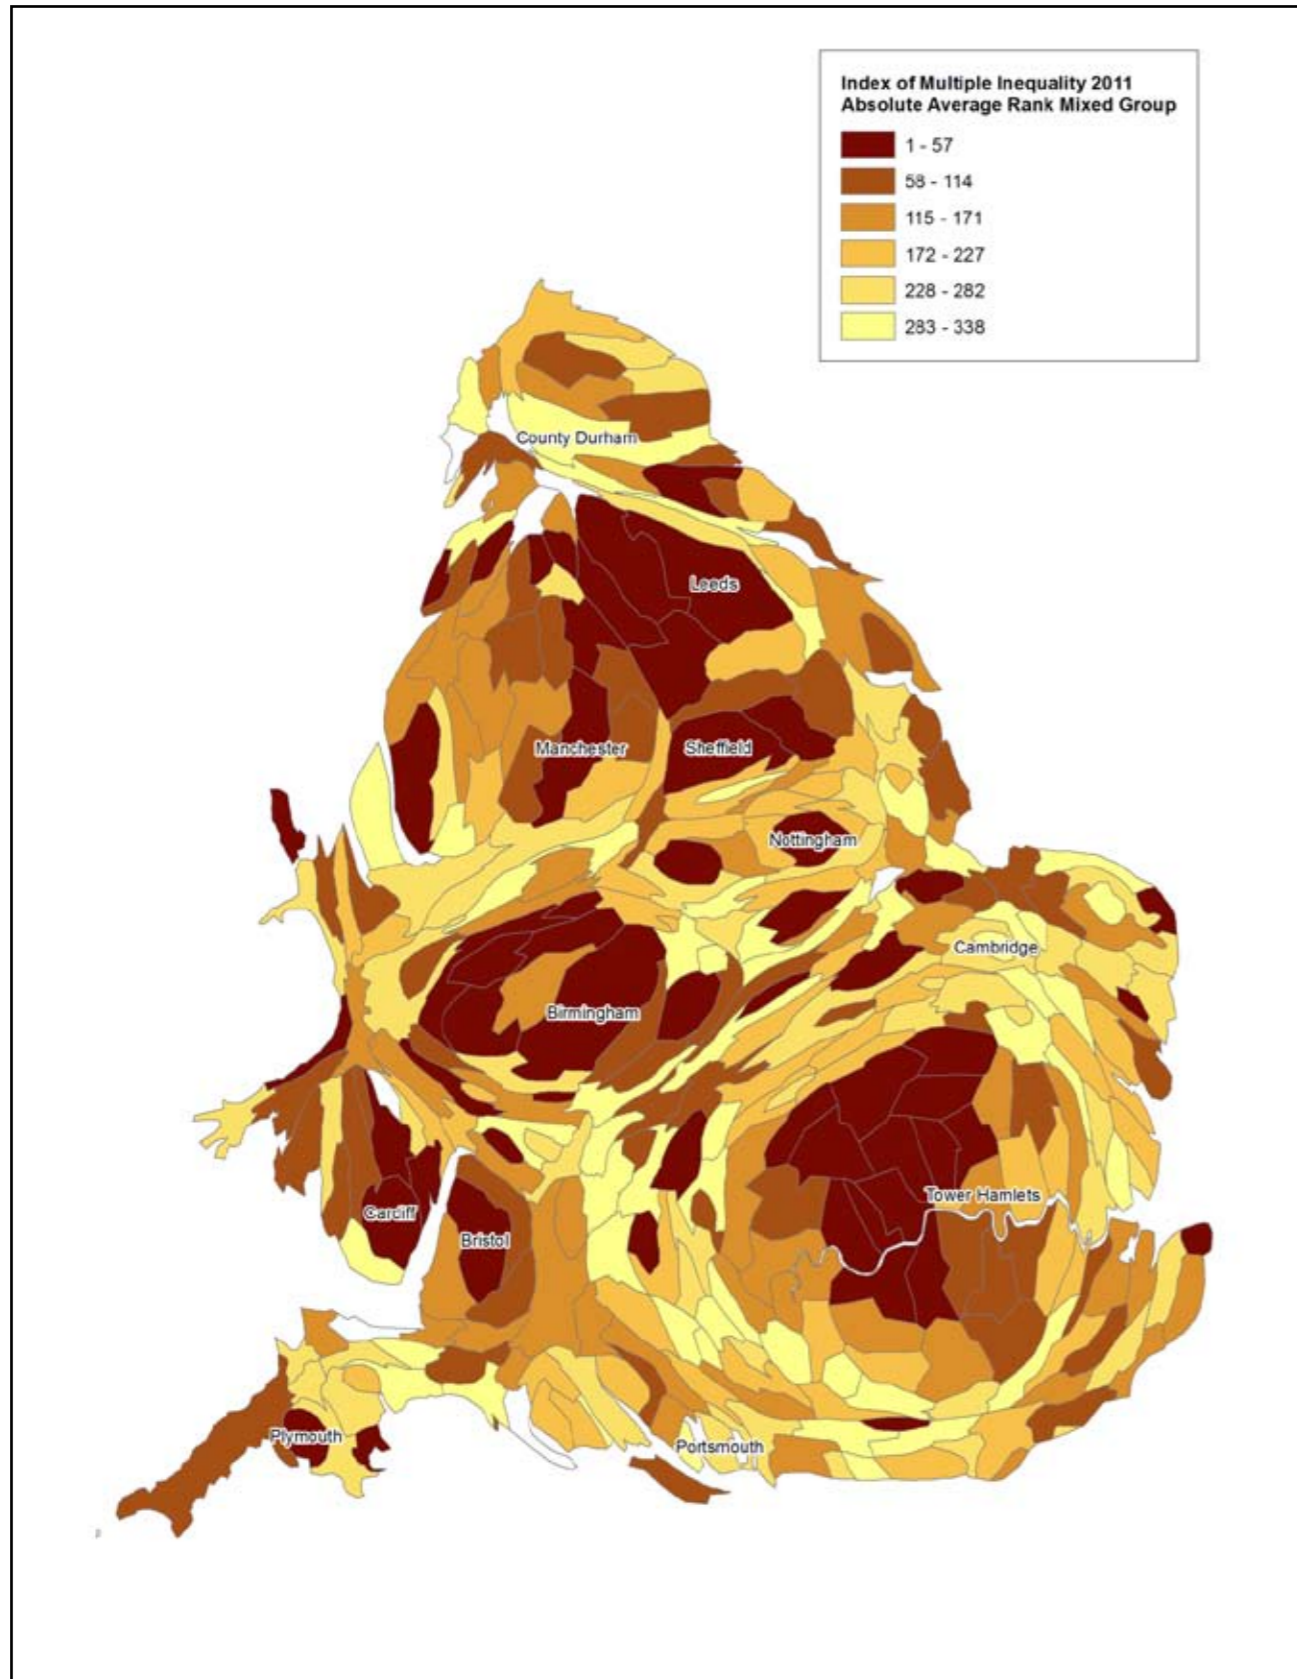 Index of Multiple Inequality 2011
Absolute Average Rank Mixed Group
1 - 57
58 - 114
115 - 171
172 - 227
228 - 282
283 - 338
County Durham
Leeds
Manchester
Sheffield
Nottingham
Cambridge
Birmingham
Tower Hamlets
Cardiff
Bristol
Plymouth
Portsmouth